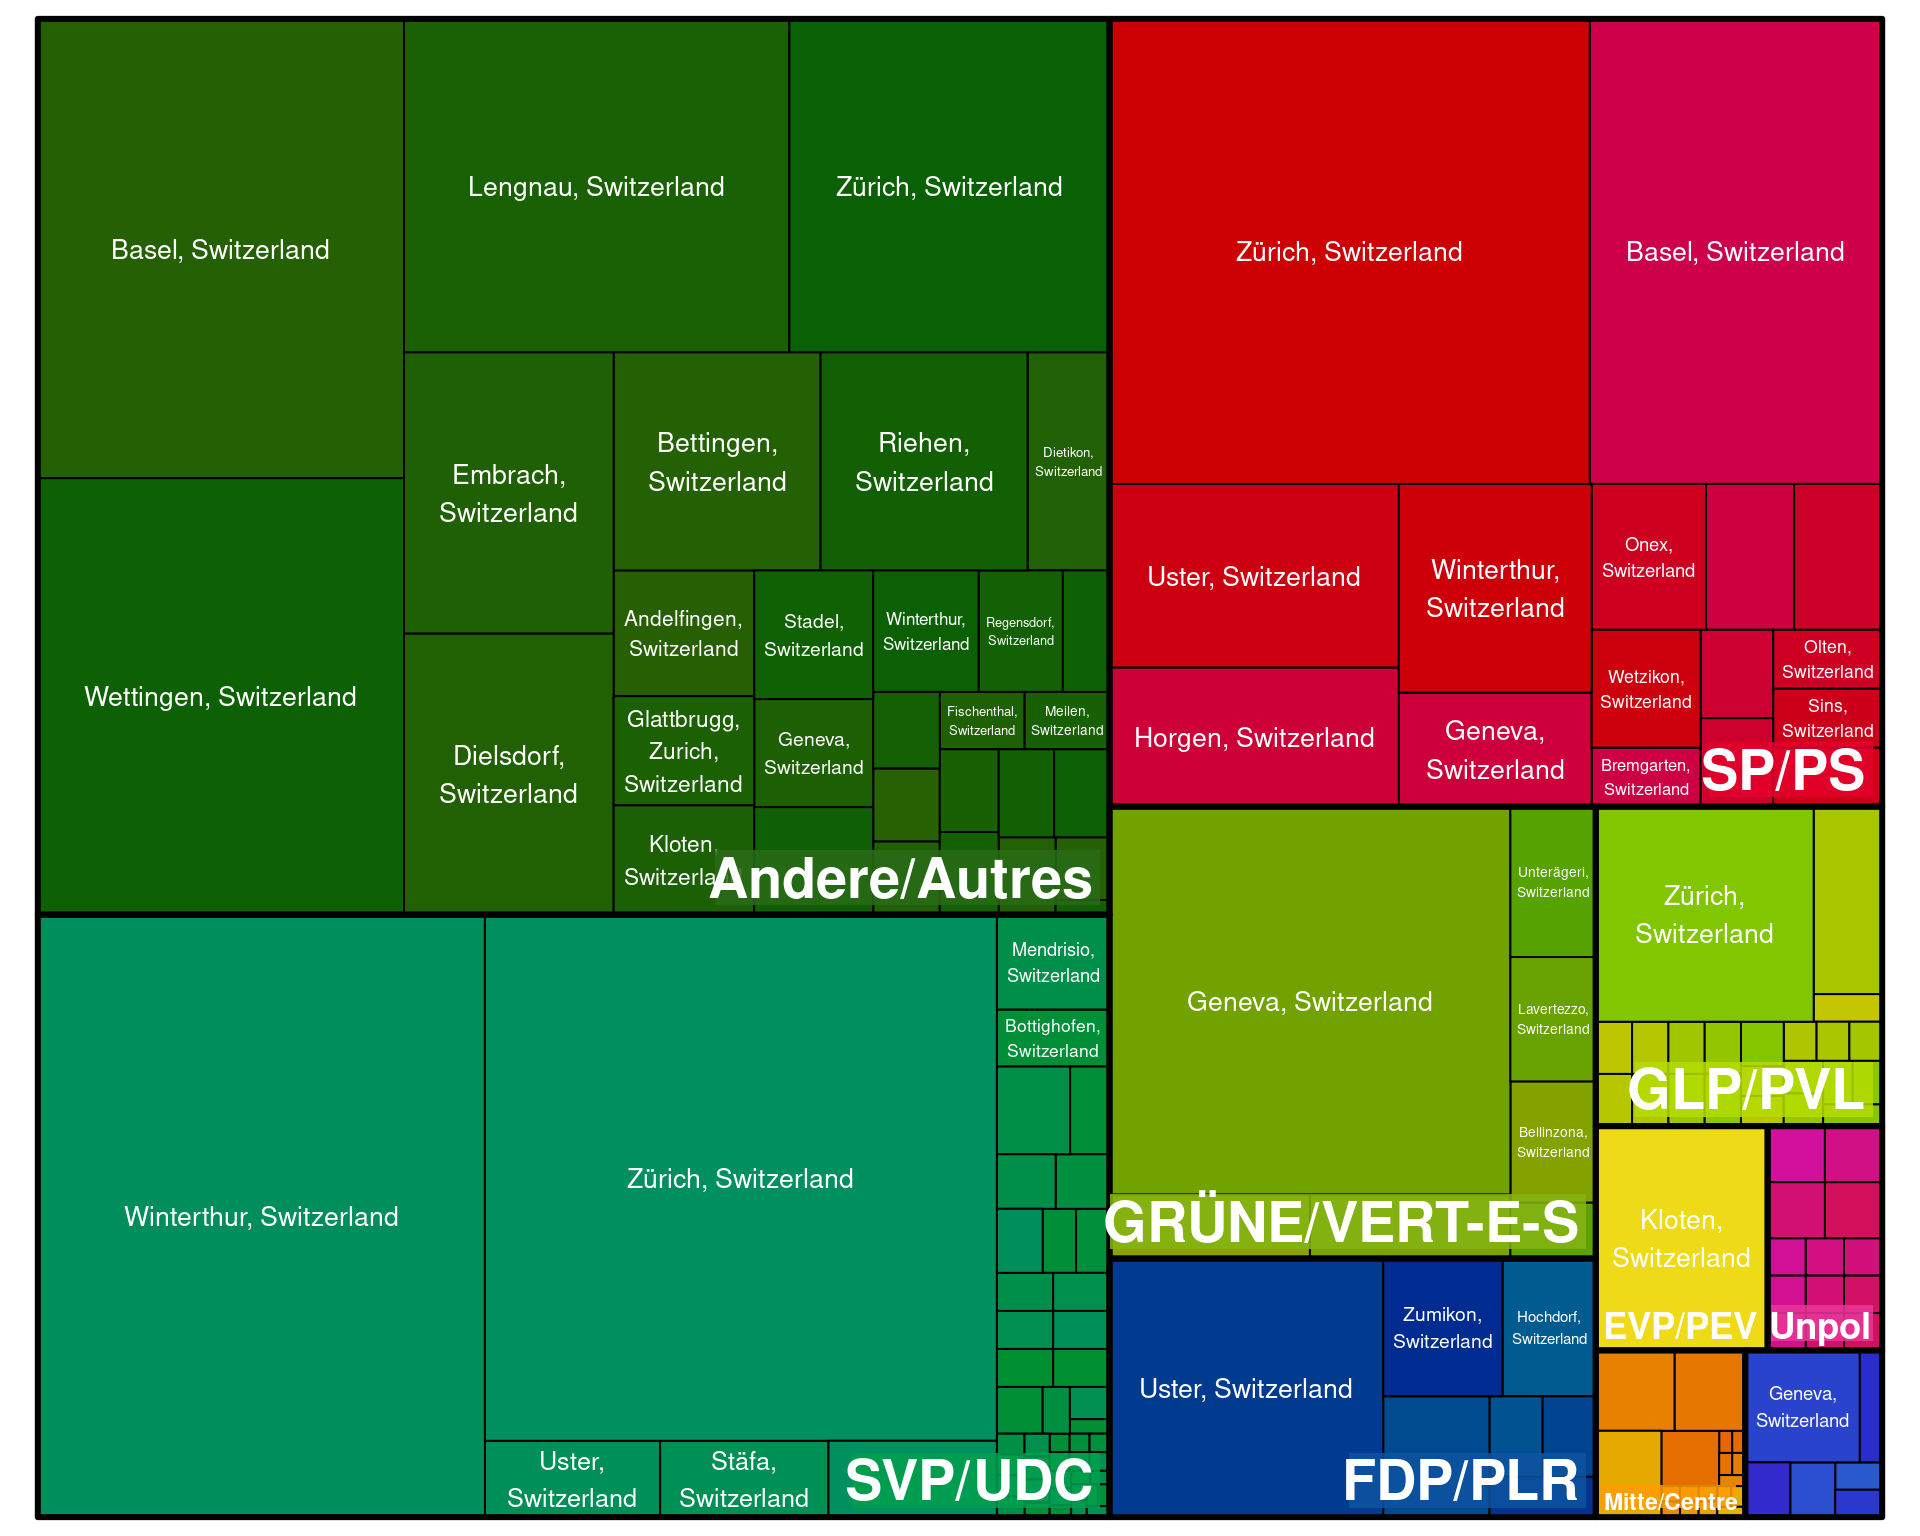 Basel, Switzerland
Lengnau, Switzerland
Zürich, Switzerland
Wettingen, Switzerland
Embrach,
Switzerland
Bettingen,
Switzerland
Riehen,
Switzerland
Dietikon,
Switzerland
Dielsdorf,
Switzerland
Andelfingen,
Switzerland
Stadel,
Switzerland
Winterthur,
Switzerland
Regensdorf,
Switzerland
Glattbrugg,
Zurich,
Switzerland
Geneva,
Switzerland
Fischenthal,
Switzerland
Meilen,
Switzerland
Kloten,
Switzerla
Andere/Autres
Zürich, Switzerland
Basel, Switzerland
Uster, Switzerland
Winterthur,
Switzerland
Onex,
Switzerland
Horgen, Switzerland
Geneva,
Switzerland
Wetzikon,
Switzerland
Olten,
Switzerland
Sins,
Switzerland
Bremgarten,
Switzerland
SP/PS
Winterthur, Switzerland
Zürich, Switzerland
Mendrisio,
Switzerland
Bottighofen,
Switzerland
Uster,
Switzerland
Stäfa,
Switzerland
SVP/UDC
Geneva, Switzerland
Unterägeri,
Switzerland
Lavertezzo,
Switzerland
Bellinzona,
Switzerland
GRÜNE/VERT-E-S
Zürich,
Switzerland
GLP/PVL
Uster, Switzerland
Zumikon,
Switzerland
Hochdorf,
Switzerland
FDP/PLR
Kloten,
Switzerland
EVP/PEV
Unpol
Mitte/Centre
Geneva,
Switzerland